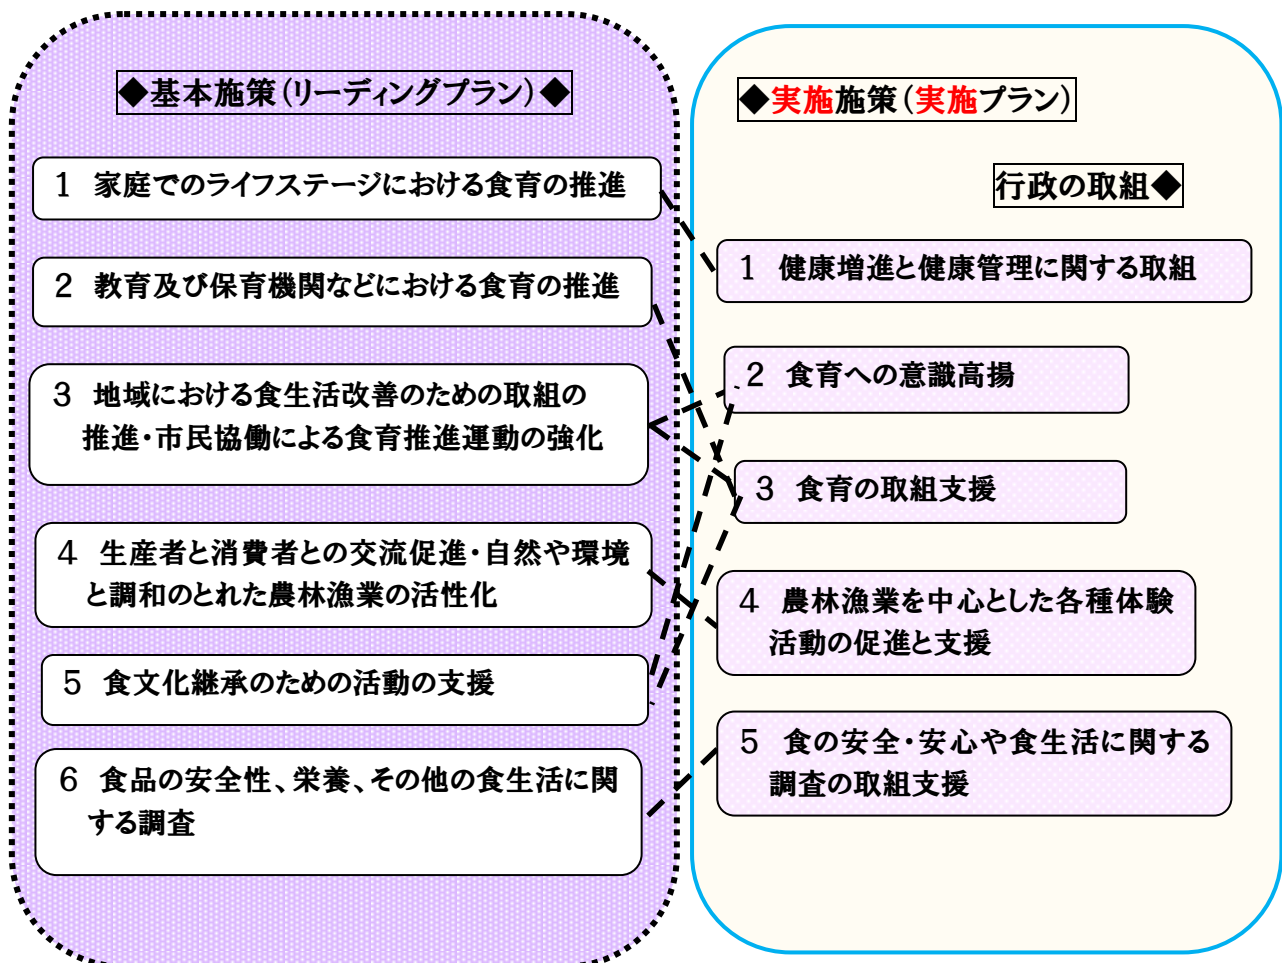 ◆基本施策(リーディングプラン)◆
1 家庭でのライフステージにおける食育の推進
2 教育及び保育機関などにおける食育の推進
3 地域における食生活改善のための取組の
推進・市民協働による食育推進運動の強化
4 生産者と消費者との交流促進・自然や環境
と調和のとれた農林漁業の活性化
5 食文化継承のための活動の支援
6 食品の安全性、栄養、その他の食生活に関
する調査
◆実施施策(実施プラン)
行政の取組◆
1 健康増進と健康管理に関する取組
2 食育への意識高揚
3 食育の取組支援
4 農林漁業を中心とした各種体験
活動の促進と支援
5 食の安全・安心や食生活に関する
調査の取組支援